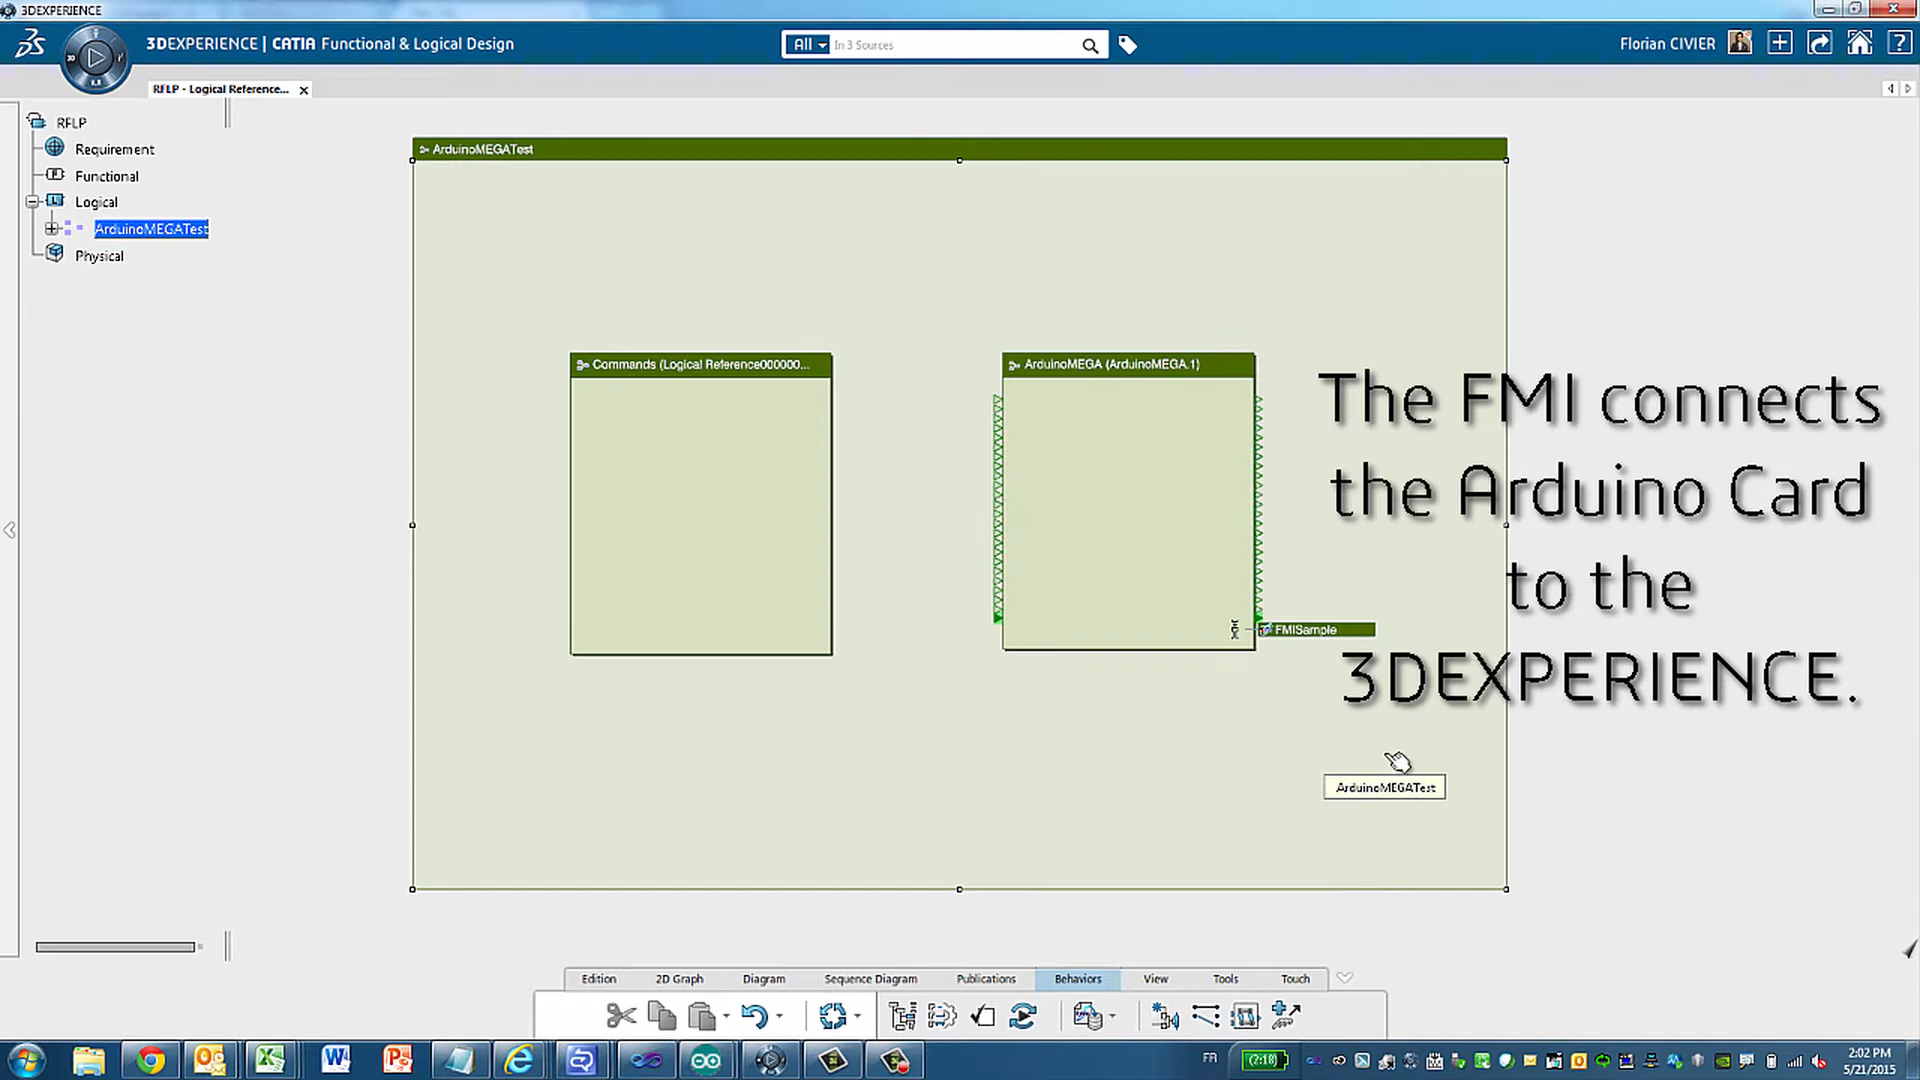 3DEXPERIENCE
3DEXPERIENCE | CATIA Functional & Logical Design
All
In 3 Sources
Florian CIVIER
RFLP - Logical Reference...
RFLP
Requirement
Functional
Logical
ArduinoMEGATest
Physical
ArduinoMEGATest
Commands (Logical Reference000000...
ArduinoMEGA (ArduinoMEGA.1)
FMISample
The FMI connects
the Arduino Card
to the
3DEXPERIENCE.
ArduinoMEGATest
Edition
2D Graph
Diagram
Sequence Diagram
Publications
Behaviors
View
Tools
Touch
FR
(2:18)
2:02 PM
5/21/2015